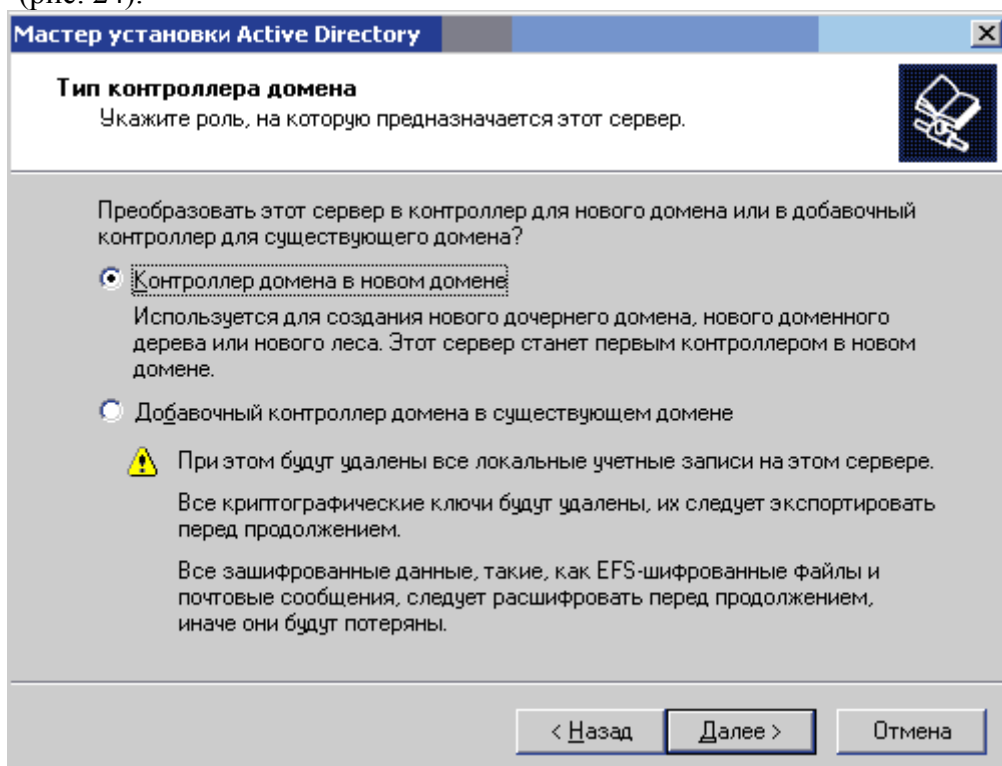 (рис. 24).
Мастер установки Active Directory
Тип контроллера домена
Укажите роль, на которую предназначается этот сервер.
Преобразовать этот сервер в контроллер для нового домена или в добавочный
контроллер для существующего домена?
Контроллер домена в новом домене
Используется для создания нового дочернего домена, нового доменного
дерева или нового леса. Этот сервер станет первым контроллером в новом
домене.
Добавочный контроллер домена в существующем домене
При этом будут удалены все локальные учетные записи на этом сервере.
Все криптографические ключи будут удалены, их следует экспортировать
перед продолжением.
Все зашифрованные данные, такие, как EFS-шифрованные файлы и
почтовые сообщения, следует расшифровать перед продолжением,
иначе они будут потеряны.
< Назад Далее > Отмена